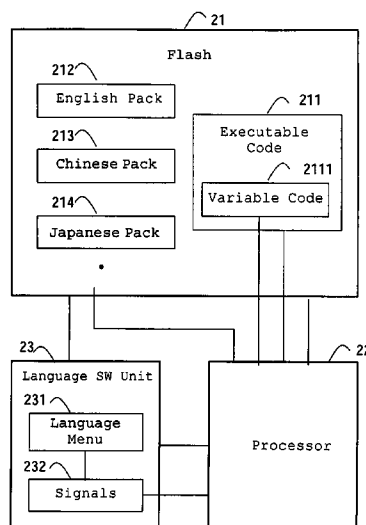 21
Flash
212
English Pack
211
Executable
Code
213
Chinese Pack
2111
Variable Code
214
Japanese Pack
23
Language SW Unit
231
Language
Menu
232
Signals
22
Processor